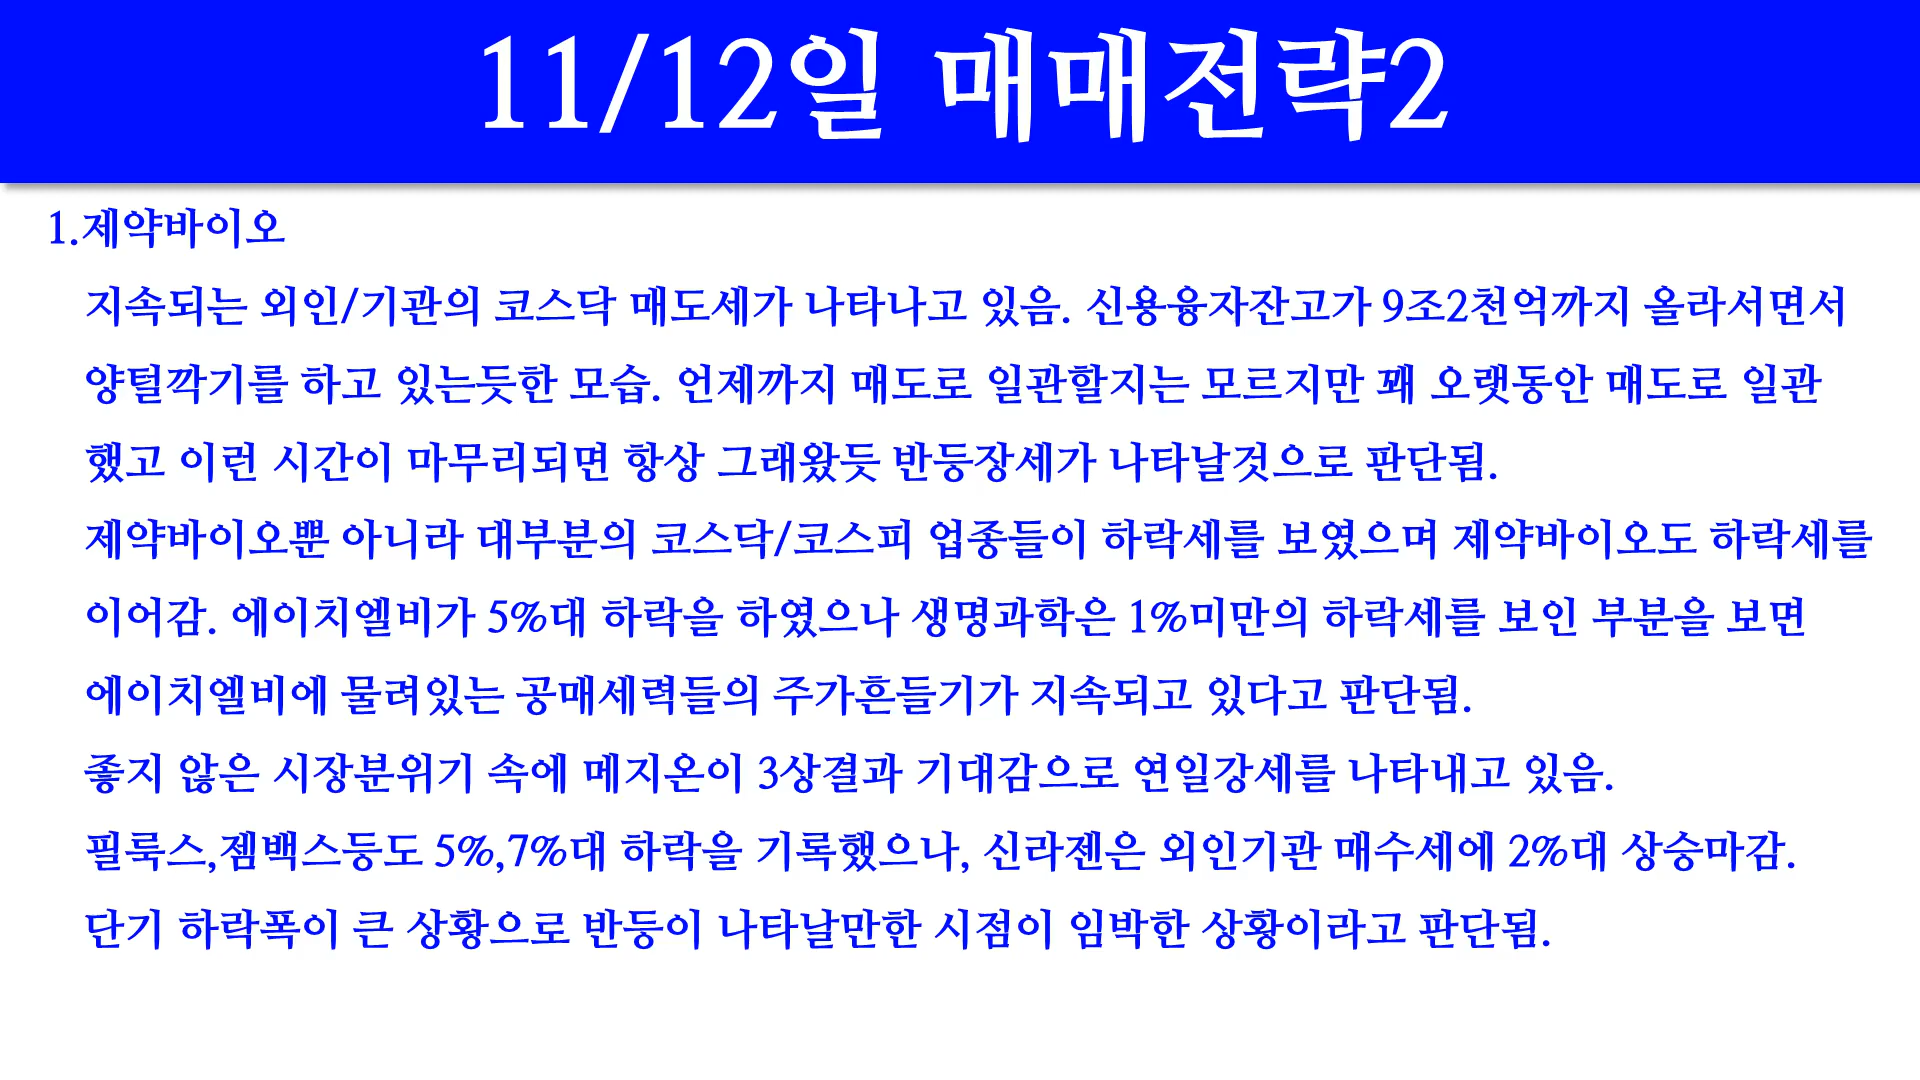 11/12일 매매전략2
1.제약바이오
지속되는 외인/기관의 코스닥 매도세가 나타나고 있음. 신용융자잔고가 9조2천억까지 올라서면서
양털깍기를 하고 있는듯한 모습. 언제까지 매도로 일관할지는 모르지만 꽤 오랫동안 매도로 일관
했고 이런 시간이 마무리되면 항상 그래왔듯 반등장세가 나타날것으로 판단됨.
제약바이오뿐 아니라 대부분의 코스닥/코스피 업종들이 하락세를 보였으며 제약바이오도 하락세를
이어감. 에이치엘비가 5%대 하락을 하였으나 생명과학은 1%미만의 하락세를 보인 부분을 보면
에이치엘비에 물려있는 공매세력들의 주가흔들기가 지속되고 있다고 판단됨.
좋지 않은 시장분위기 속에 메지온이 3상결과 기대감으로 연일강세를 나타내고 있음.
필룩스,젬백스등도 5%,7%대 하락을 기록했으나, 신라젠은 외인기관 매수세에 2%대 상승마감.
단기 하락폭이 큰 상황으로 반등이 나타날만한 시점이 임박한 상황이라고 판단됨.